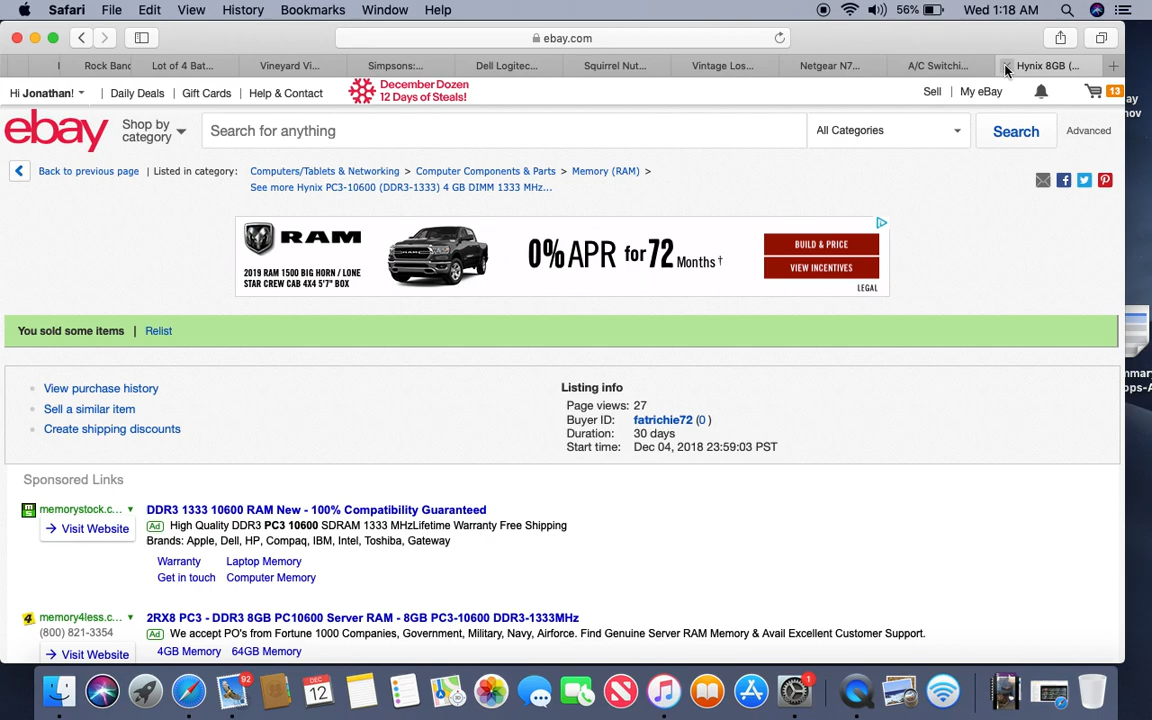 Safari File Edit View History Bookmarks Window Help 56% Wed 1:18 AM
ebay.com
Rock Band Lot of 4 Bat... Vineyard Vi... Simpsons:... Dell Logitec... Squirrel Nut... Vintage Los... Netgear N7... A/C Switchi... Hynix 8GB (...
Hi Jonathan! | Daily Deals | Gift Cards | Help & Contact December Dozen 12 Days of Steals! Sell | My eBay 13
ebay Shop by category Search for anything All Categories Search Advanced
Back to previous page | Listed in category: Computers/Tablets & Networking > Computer Components & Parts > Memory (RAM) >
See more Hynix PC3-10600 (DDR3-1333) 4 GB DIMM 1333 MHz...
RAM
2019 RAM 1500 BIG HORN / LONE
STAR CREW CAB 4X4 5'7" BOX
0% APR for 72 Months†
BUILD & PRICE
VIEW INCENTIVES
LEGAL
You sold some items | Relist
View purchase history
Sell a similar item
Create shipping discounts
Listing info
Page views: 27
Buyer ID: fatrichie72 (0)
Duration: 30 days
Start time: Dec 04, 2018 23:59:03 PST
Sponsored Links
memorystock.c... DDR3 1333 10600 RAM New - 100% Compatibility Guaranteed
Visit Website Ad High Quality DDR3 PC3 10600 SDRAM 1333 MHzLifetime Warranty Free Shipping
Brands: Apple, Dell, HP, Compaq, IBM, Intel, Toshiba, Gateway
Warranty Laptop Memory
Get in touch Computer Memory
memory4less.c... 2RX8 PC3 - DDR3 8GB PC10600 Server RAM - 8GB PC3-10600 DDR3-1333MHz
(800) 821-3354 Ad We accept PO's from Fortune 1000 Companies, Government, Military, Navy, Airforce. Find Genuine Server RAM Memory & Avail Excellent Customer Support.
Visit Website 4GB Memory 64GB Memory
92
DEC 12
1